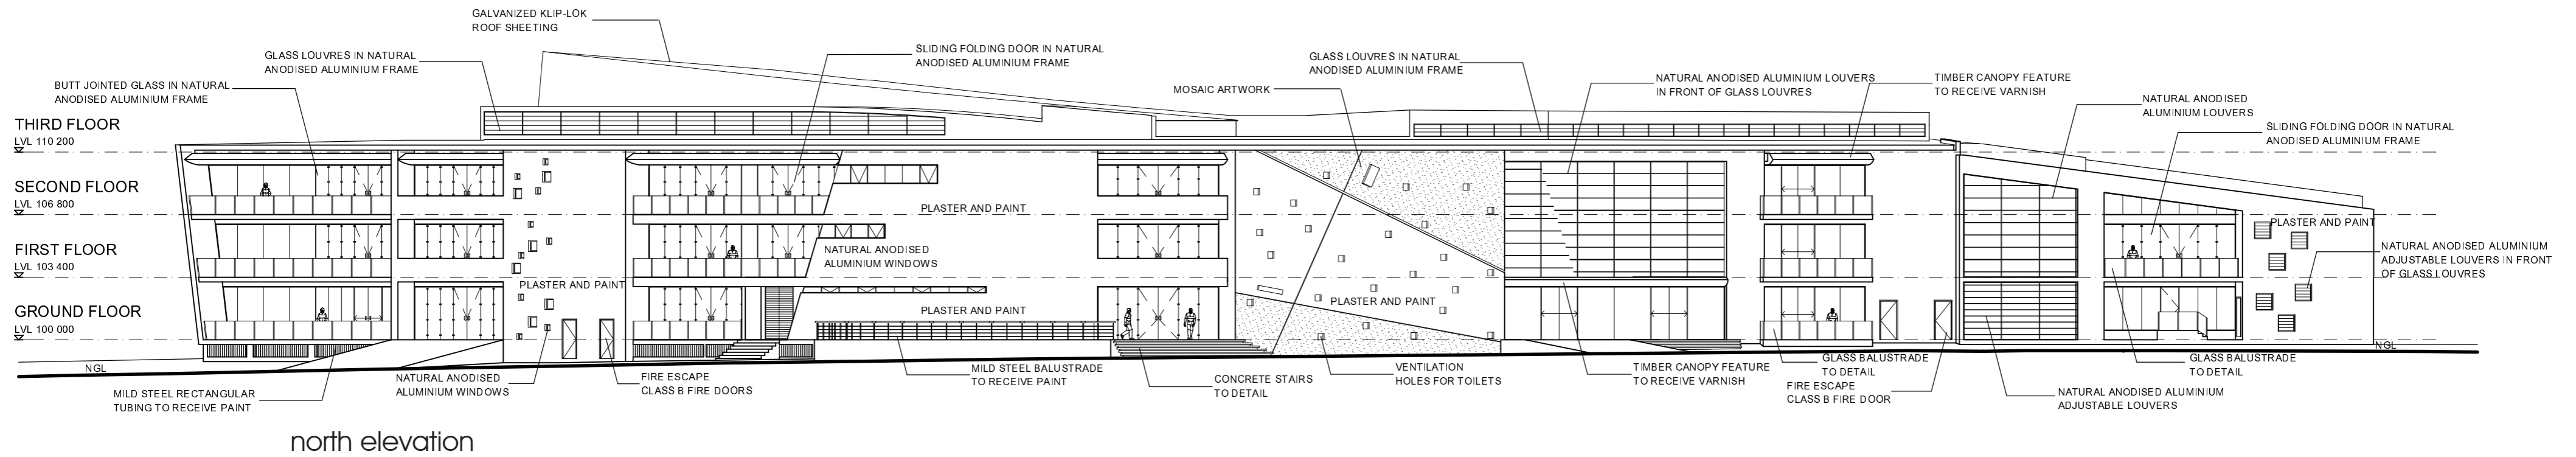 GALVANIZED KLIP-LOK
ROOF SHEETING
GLASS LOUVRES IN NATURAL
ANODISED ALUMINIUM FRAME
BUTT JOINTED GLASS IN NATURAL
ANODISED ALUMINIUM FRAME
SLIDING FOLDING DOOR IN NATURAL
ANODISED ALUMINIUM FRAME
MOSAIC ARTWORK
GLASS LOUVRES IN NATURAL
ANODISED ALUMINIUM FRAME
NATURAL ANODISED ALUMINIUM LOUVERS
IN FRONT OF GLASS LOUVRES
TIMBER CANOPY FEATURE
TO RECEIVE VARNISH
NATURAL ANODISED
ALUMINIUM LOUVERS
SLIDING FOLDING DOOR IN NATURAL
ANODISED ALUMINIUM FRAME
THIRD FLOOR
LVL 110 200
SECOND FLOOR
LVL 106 800
FIRST FLOOR
LVL 103 400
GROUND FLOOR
LVL 100 000
PLASTER AND PAINT
NATURAL ANODISED
ALUMINIUM WINDOWS
PLASTER AND PAINT
PLASTER AND PAINT
PLASTER AND PAINT
PLASTER AND PAINT
NATURAL ANODISED ALUMINIUM
ADJUSTABLE LOUVERS IN FRONT
OF GLASS LOUVRES
NGL
NGL
MILD STEEL RECTANGULAR
TUBING TO RECEIVE PAINT
NATURAL ANODISED
ALUMINIUM WINDOWS
FIRE ESCAPE
CLASS B FIRE DOORS
MILD STEEL BALUSTRADE
TO RECEIVE PAINT
CONCRETE STAIRS
TO DETAIL
VENTILATION
HOLES FOR TOILETS
TIMBER CANOPY FEATURE
TO RECEIVE VARNISH
GLASS BALUSTRADE
TO DETAIL
FIRE ESCAPE
CLASS B FIRE DOOR
NATURAL ANODISED ALUMINIUM
ADJUSTABLE LOUVERS
GLASS BALUSTRADE
TO DETAIL
north elevation